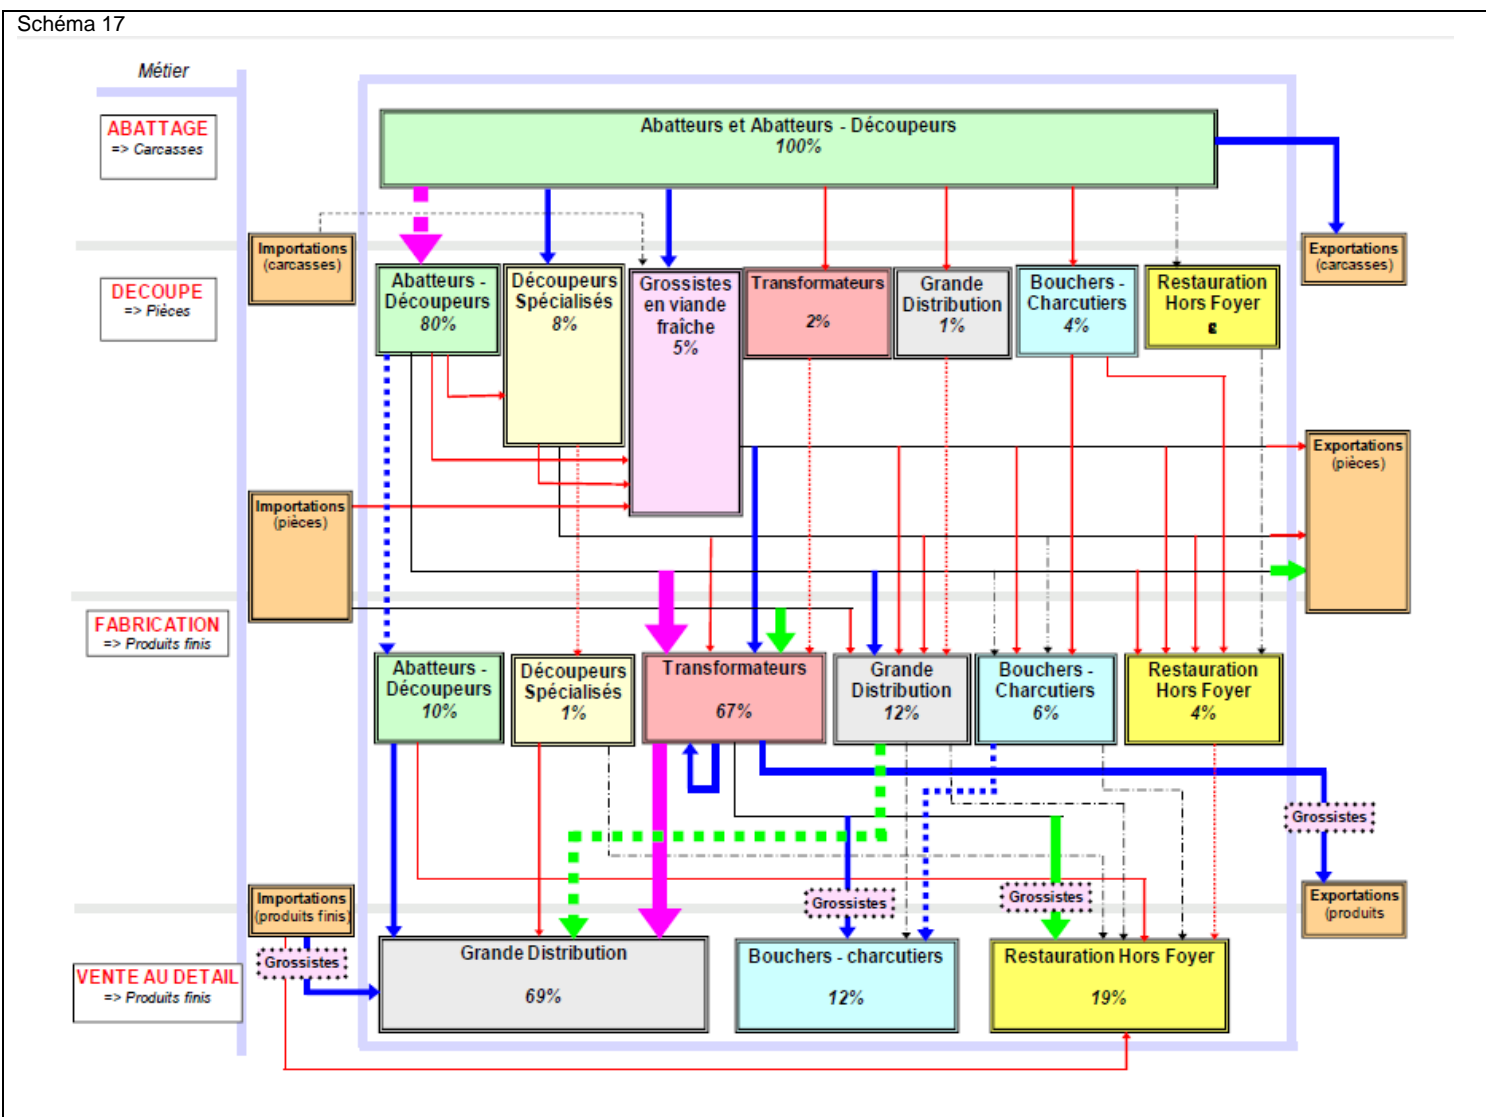 Schéma 17
Métier
ABATTAGE
=> Carcasses
Abatteurs et Abatteurs - Découpeurs
100%
Importations
(carcasses)
Exportations
(carcasses)
DECOUPE
=> Pièces
Abatteurs -
Découpeurs
80%
Découpeurs
Spécialisés
8%
Grossistes
en viande
fraîche
5%
Transformateurs
2%
Grande
Distribution
1%
Bouchers -
Charcutiers
4%
Restauration
Hors Foyer
Importations
(pièces)
Exportations
(pièces)
FABRICATION
=> Produits finis
Abatteurs -
Découpeurs
10%
Découpeurs
Spécialisés
1%
Transformateurs
67%
Grande
Distribution
12%
Bouchers -
Charcutiers
6%
Restauration
Hors Foyer
4%
Grossistes
Grossistes
Grossistes
Importations
(produits finis)
Grossistes
Exportations
(produits
VENTE AU DETAIL
=> Produits finis
Grande Distribution
69%
Bouchers - charcutiers
12%
Restauration Hors Foyer
19%